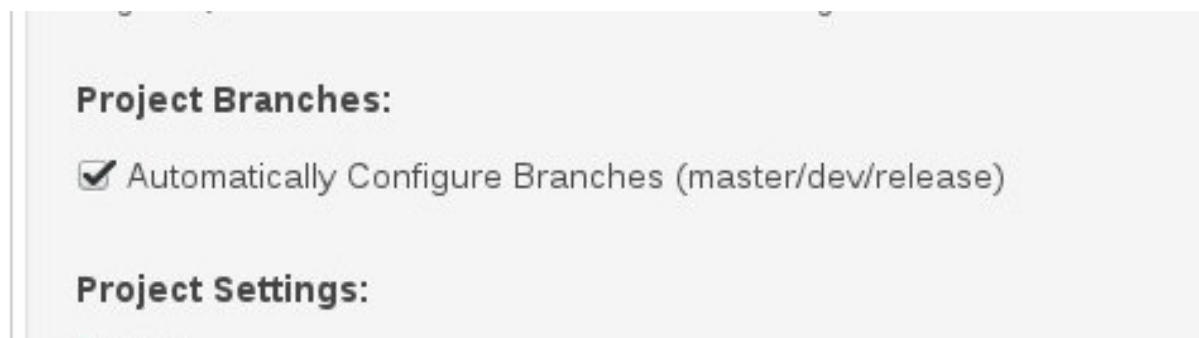 Project Branches:
Automatically Configure Branches (master/dev/release)
Project Settings: